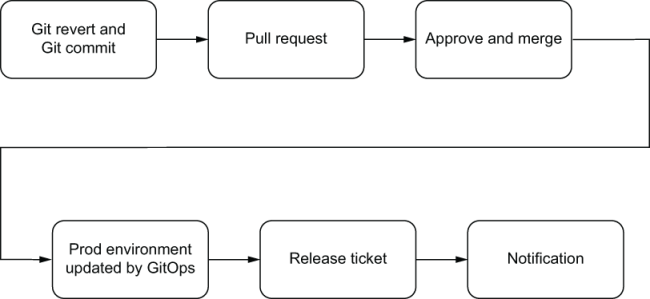 Git revert and
Git commit
Pull request
Approve and merge
Prod environment
updated by GitOps
Release ticket
Notification